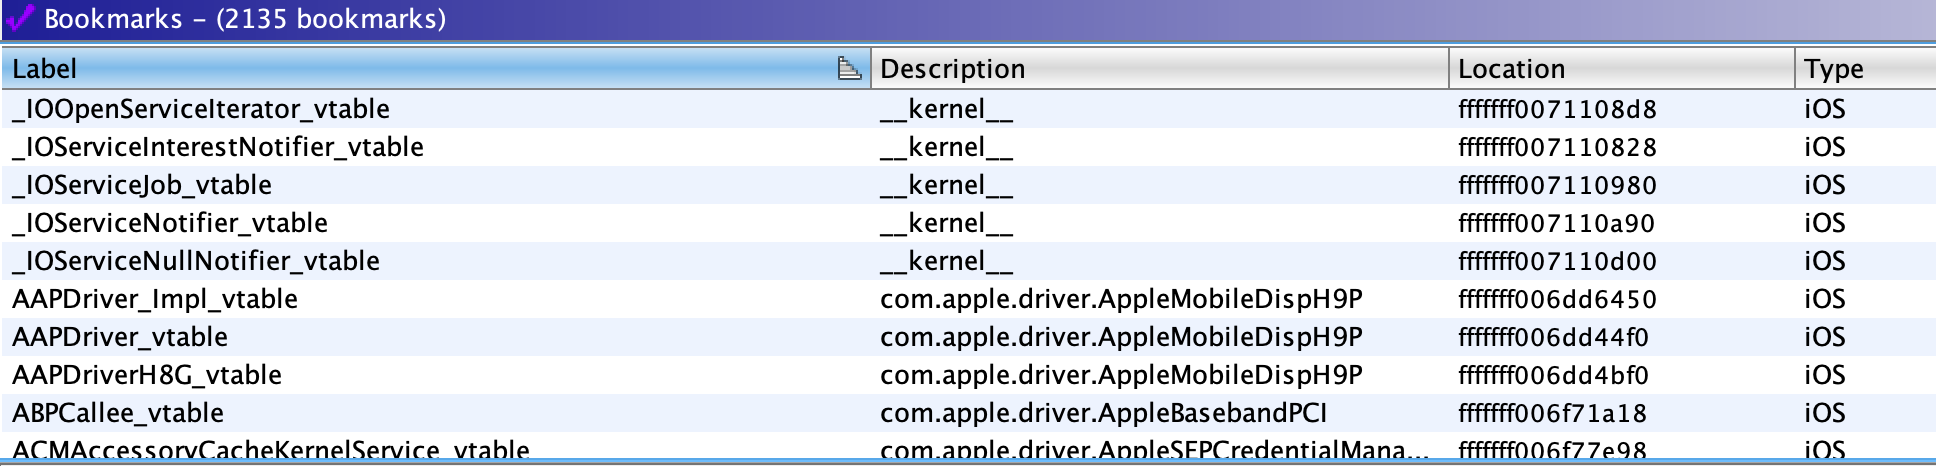 Bookmarks – (2135 bookmarks)
Label Description Location Type
_IOOpenServiceIterator_vtable __kernel__ fffffff0071108d8 iOS
_IOServiceInterestNotifier_vtable __kernel__ fffffff007110828 iOS
_IOServiceJob_vtable __kernel__ fffffff007110980 iOS
_IOServiceNotifier_vtable __kernel__ fffffff007110a90 iOS
_IOServiceNullNotifier_vtable __kernel__ fffffff007110d00 iOS
AAPDriver_Impl_vtable com.apple.driver.AppleMobileDispH9P fffffff006dd6450 iOS
AAPDriver_vtable com.apple.driver.AppleMobileDispH9P fffffff006dd44f0 iOS
AAPDriverH8G_vtable com.apple.driver.AppleMobileDispH9P fffffff006dd4bf0 iOS
ABPCallee_vtable com.apple.driver.AppleBasebandPCI fffffff006f71a18 iOS
ACMAccessoryCacheKernelService_vtable com.apple.driver.AppleSEPCredentialMana... fffffff006f77e98 iOS